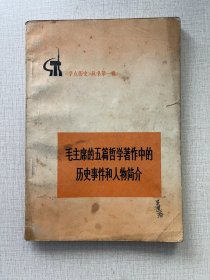 《学点历史》丛书第一辑
毛主席的五篇哲学著作中的
历史事件和人物简介